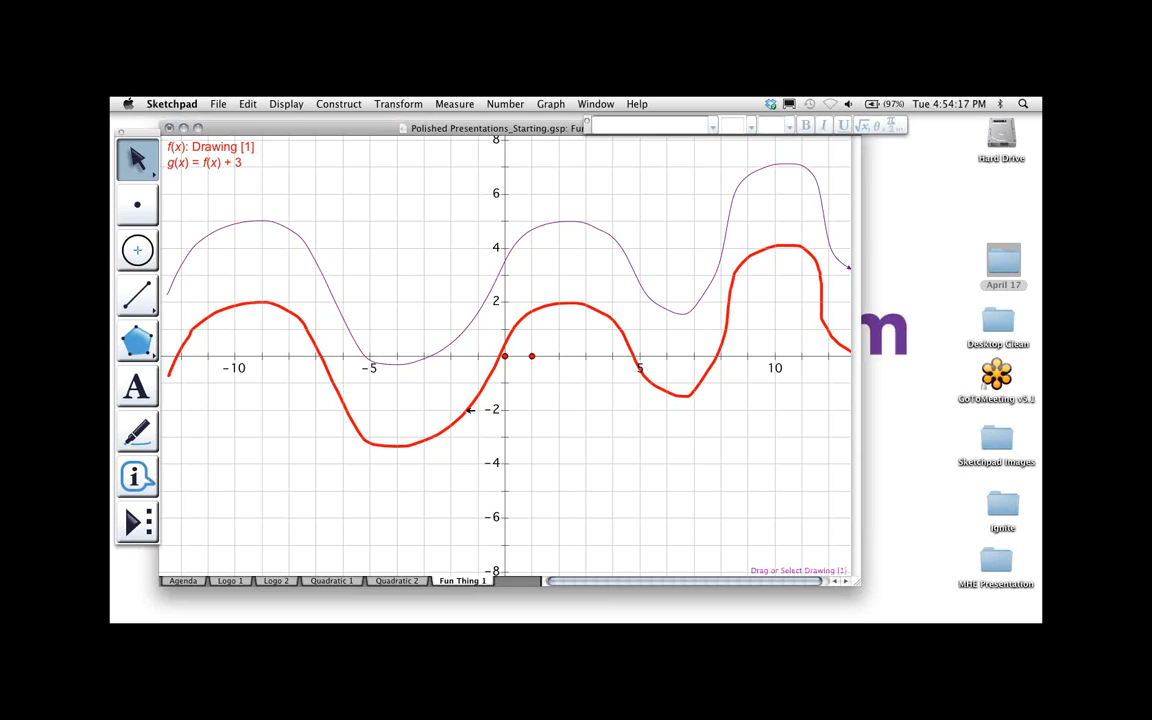 Sketchpad File Edit Display Construct Transform Measure Number Graph Window Help (97%) Tue 4:54:17 PM
Polished Presentations_Starting.gsp: Fu
B I U
f(x): Drawing [1]
g(x) = f(x) + 3
8
6
4
2
-10 -5 5 10
-2
-4
-6
-8
A
i
m
Drag or Select Drawing [1]
Agenda Logo 1 Logo 2 Quadratic 1 Quadratic 2 Fun Thing 1
Hard Drive
April 17
Desktop Clean
GoToMeeting v5.1
Sketchpad Images
Ignite
MHE Presentation